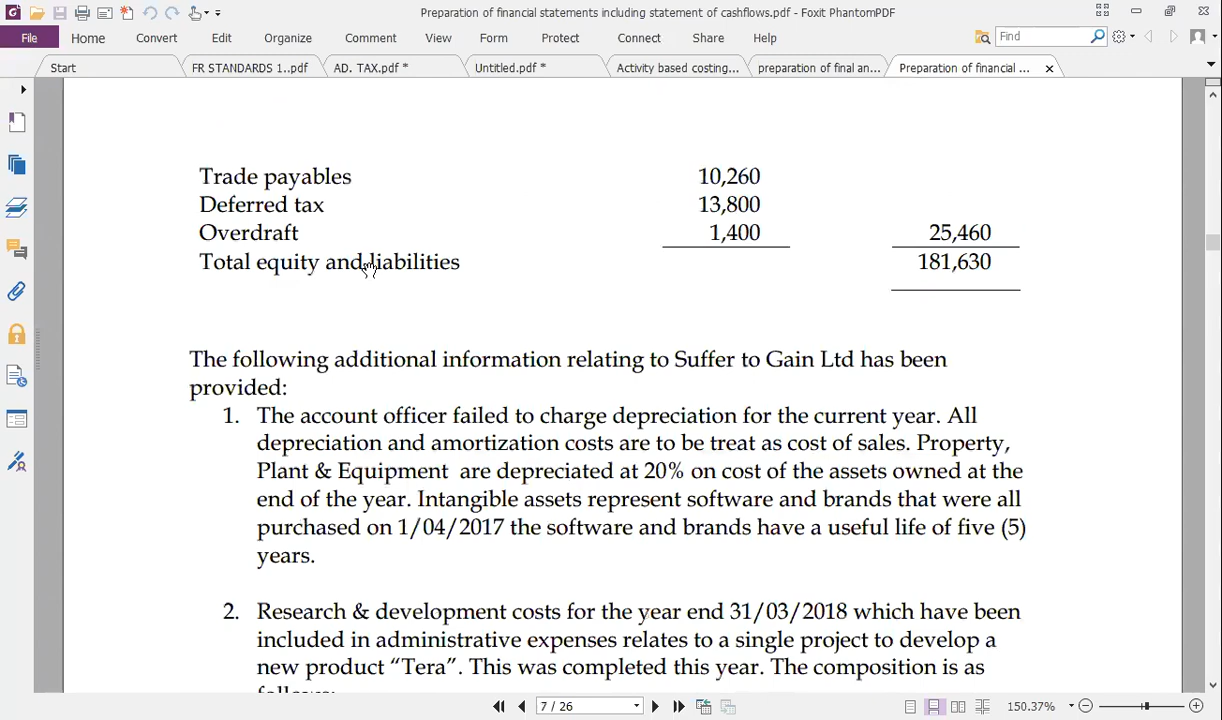 Preparation of financial statements including statement of cashflows.pdf - Foxit PhantomPDF
File Home Convert Edit Organize Comment View Form Protect Connect Share Help Find
Start FR STANDARDS 1..pdf AD. TAX.pdf * Untitled.pdf * Activity based costing... preparation of final an... Preparation of financial ...
Trade payables 10,260
Deferred tax 13,800
Overdraft 1,400 25,460
Total equity and liabilities 181,630
The following additional information relating to Suffer to Gain Ltd has been
provided:
1. The account officer failed to charge depreciation for the current year. All
depreciation and amortization costs are to be treat as cost of sales. Property,
Plant & Equipment are depreciated at 20% on cost of the assets owned at the
end of the year. Intangible assets represent software and brands that were all
purchased on 1/04/2017 the software and brands have a useful life of five (5)
years.
2. Research & development costs for the year end 31/03/2018 which have been
included in administrative expenses relates to a single project to develop a
new product “Tera”. This was completed this year. The composition is as
follows:
7 / 26 150.37%